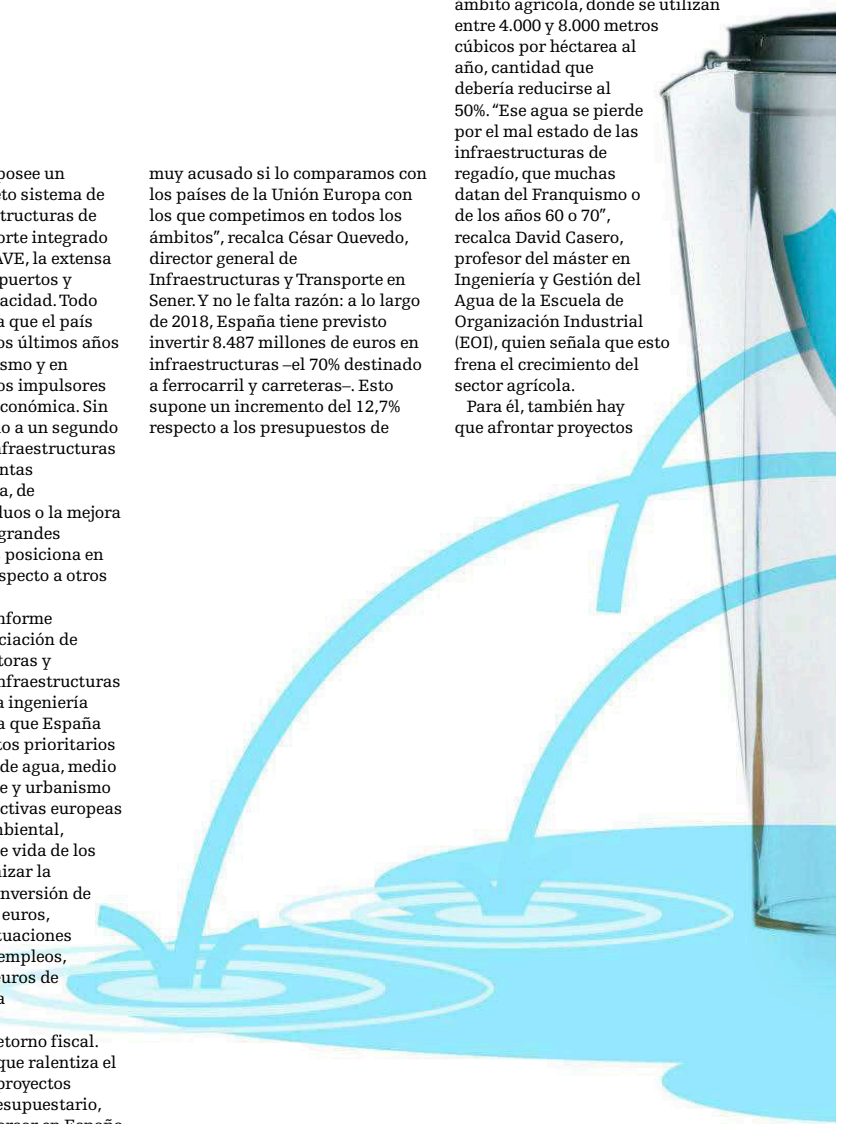 posee un
eto sistema de
tructuras de
orte integrado
AVE, la extensa
puertos y
acidad. Todo
a que el país
os últimos años
smo y en
os impulsores
conómica. Sin
o a un segundo
nfraestructuras
ntas
a, de
duos o la mejora
grandes
posiciona en
specto a otros
nforme
ciación de
toras y
nfraestructuras
a ingeniería
a que España
tos prioritarios
de agua, medio
e y urbanismo
ctivas europeas
mbiental,
e vida de los
nizar la
nversión de
euros,
tuaciones
empleos,
euros de
a
etorno fiscal.
que ralentiza el
proyectos
esupuestario,
en España
muy acusado si lo comparamos con
los países de la Unión Europa con
los que competimos en todos los
ámbitos”, recalca César Quevedo,
director general de
Infraestructuras y Transporte en
Sener. Y no le falta razón: a lo largo
de 2018, España tiene previsto
invertir 8.487 millones de euros en
infraestructuras –el 70% destinado
a ferrocarril y carreteras–. Esto
supone un incremento del 12,7%
respecto a los presupuestos de
ámbito agrícola, donde se utilizan
entre 4.000 y 8.000 metros
cúbicos por héctarea al
año, cantidad que
debería reducirse al
50%. “Ese agua se pierde
por el mal estado de las
infraestructuras de
regadío, que muchas
datan del Franquismo o
de los años 60 o 70”,
recalca David Casero,
profesor del máster en
Ingeniería y Gestión del
Agua de la Escuela de
Organización Industrial
(EOI), quien señala que esto
frena el crecimiento del
sector agrícola.
Para él, también hay
que afrontar proyectos